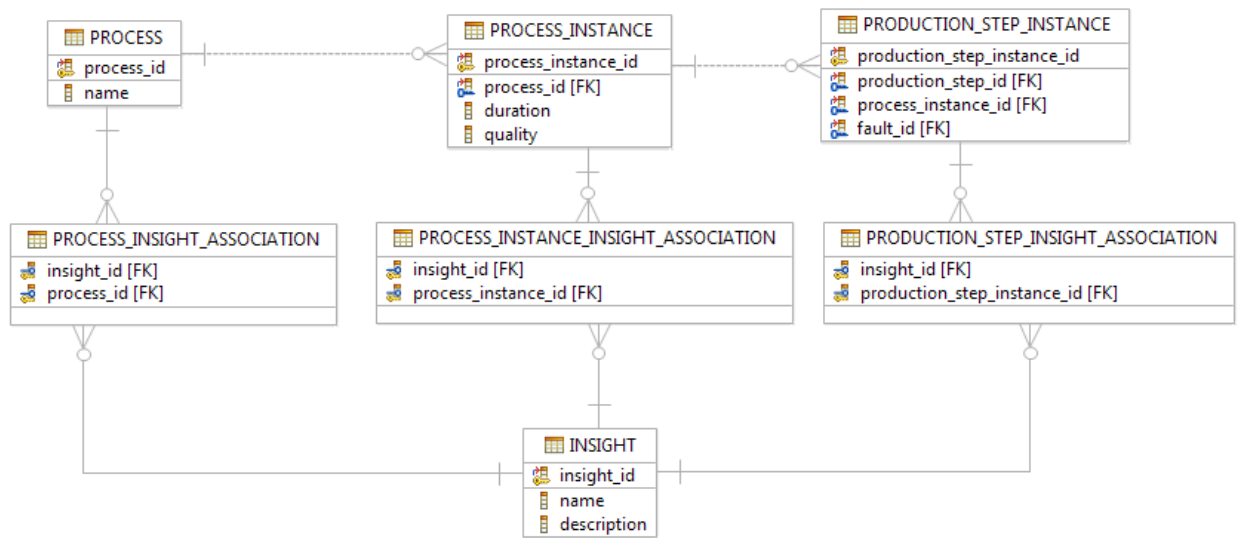 PROCESS
process_id
name
PROCESS_INSTANCE
process_instance_id
process_id [FK]
duration
quality
PRODUCTION_STEP_INSTANCE
production_step_instance_id
production_step_id [FK]
process_instance_id [FK]
fault_id [FK]
PROCESS_INSIGHT_ASSOCIATION
insight_id [FK]
process_id [FK]
PROCESS_INSTANCE_INSIGHT_ASSOCIATION
insight_id [FK]
process_instance_id [FK]
PRODUCTION_STEP_INSIGHT_ASSOCIATION
insight_id [FK]
production_step_instance_id [FK]
INSIGHT
insight_id
name
description